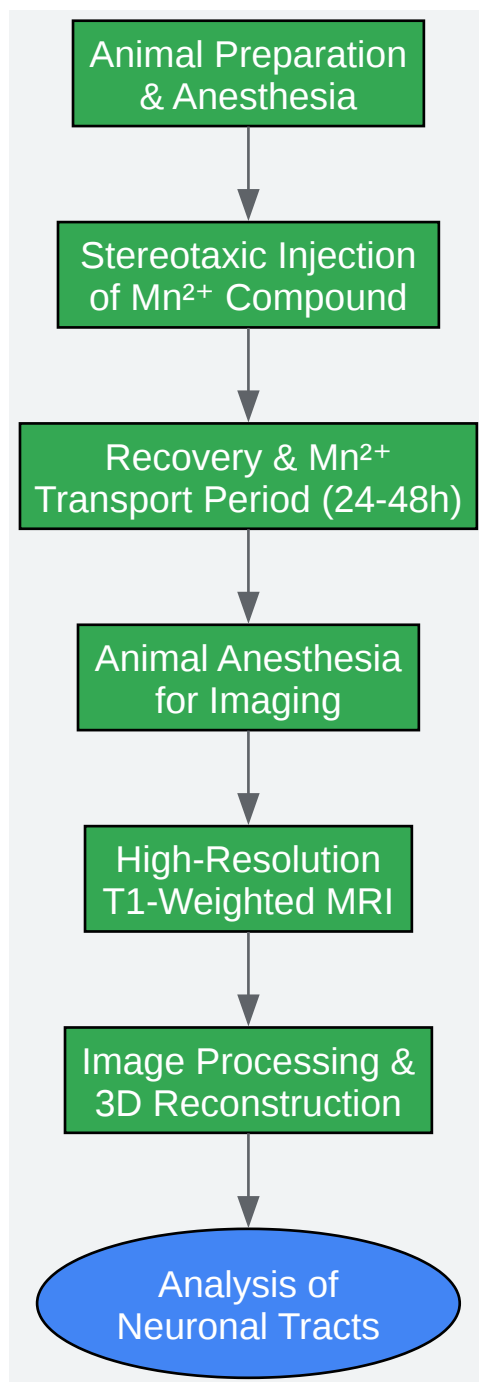 Animal Preparation
& Anesthesia
Stereotaxic Injection
of Mn²⁺ Compound
Recovery & Mn²⁺
Transport Period (24-48h)
Animal Anesthesia
for Imaging
High-Resolution
T1-Weighted MRI
Image Processing &
3D Reconstruction
Analysis of
Neuronal Tracts